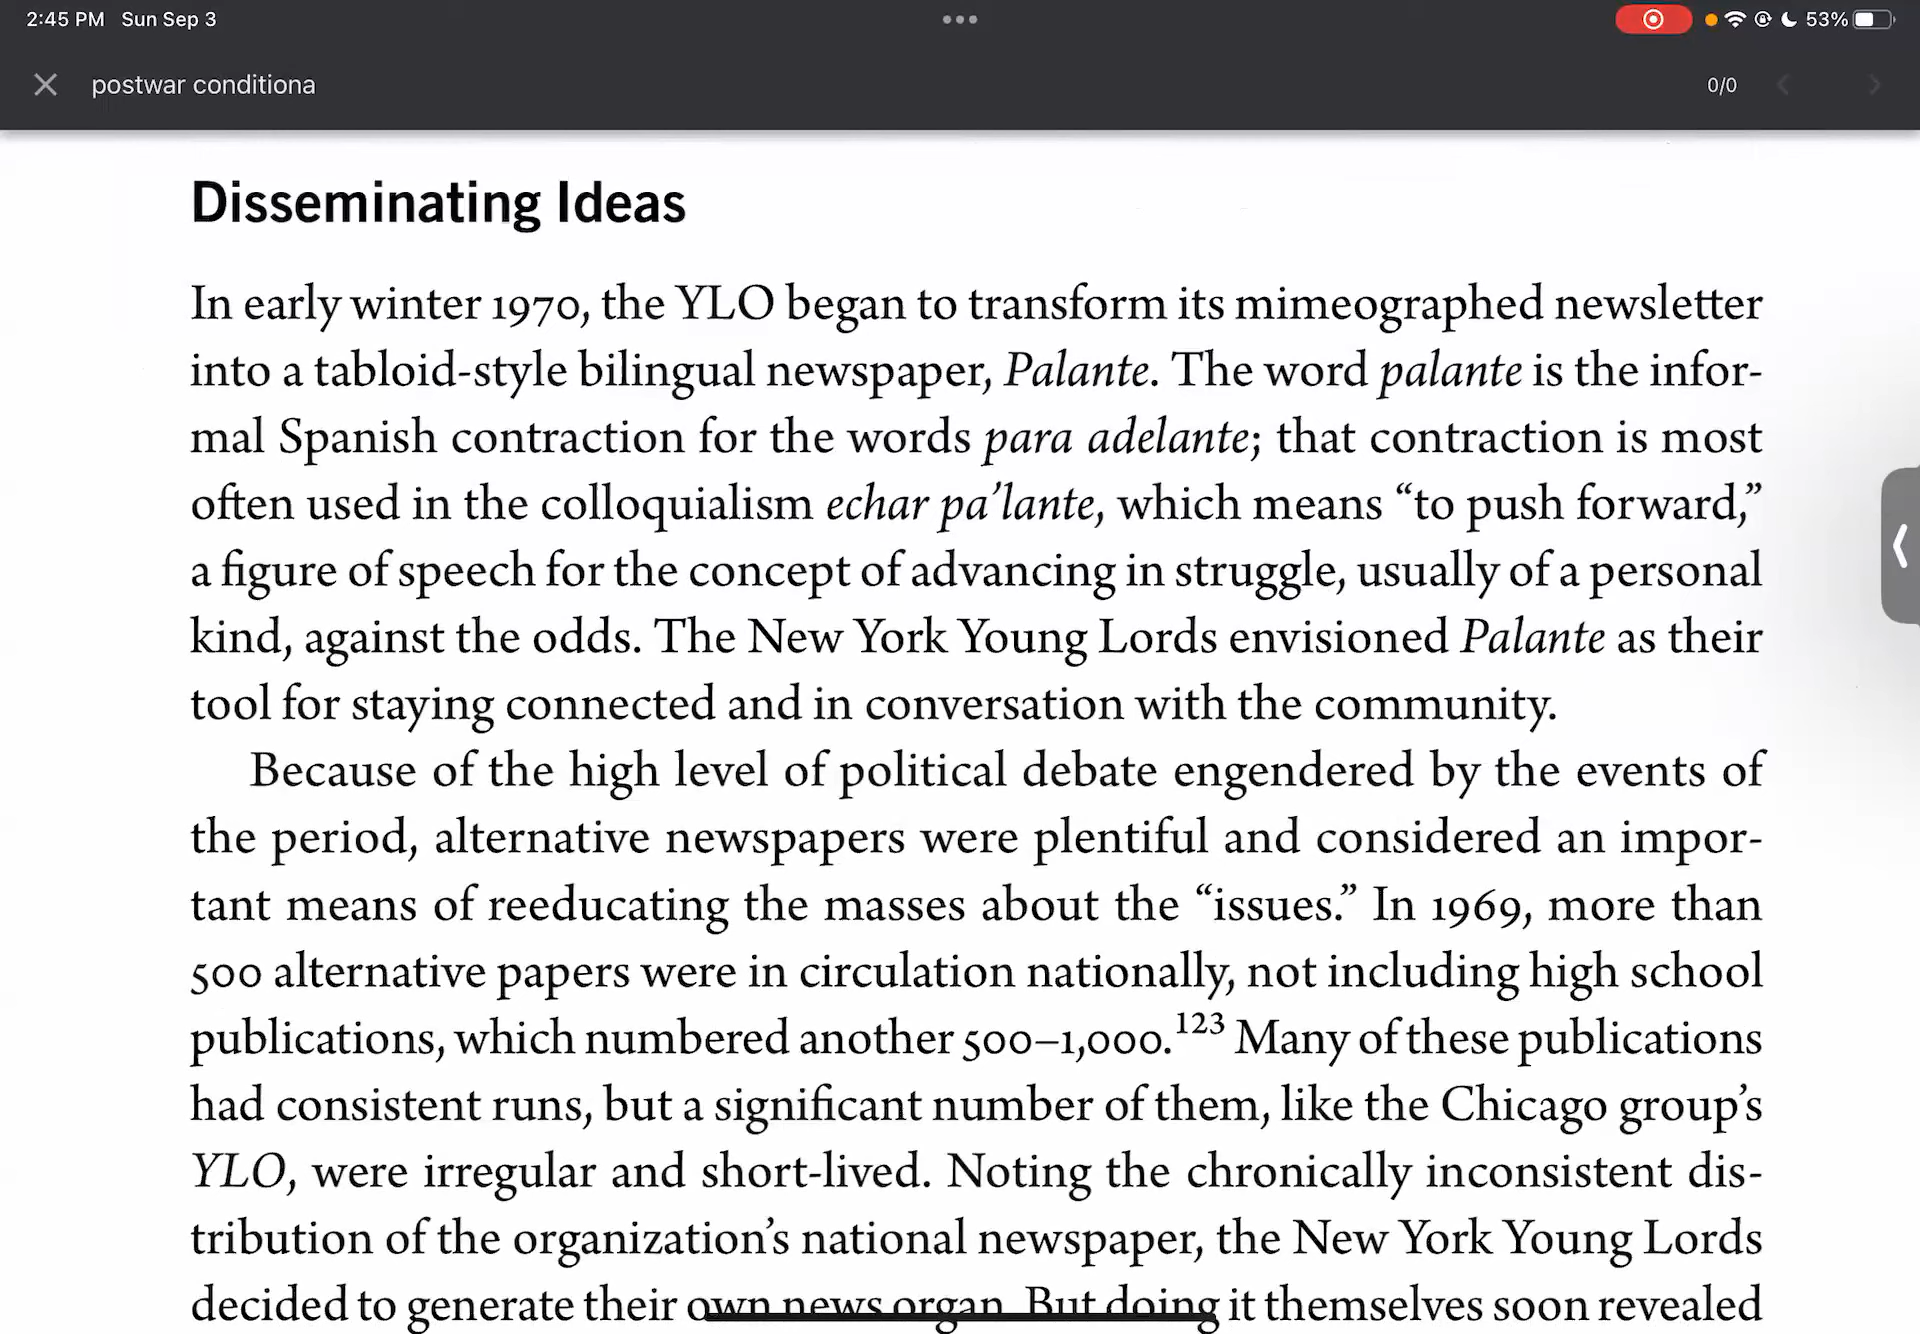 2:45 PM Sun Sep 3
53%
postwar conditiona
0/0
Disseminating Ideas
In early winter 1970, the YLO began to transform its mimeographed newsletter
into a tabloid-style bilingual newspaper, Palante. The word palante is the infor-
mal Spanish contraction for the words para adelante; that contraction is most
often used in the colloquialism echar pa’lante, which means “to push forward,”
a figure of speech for the concept of advancing in struggle, usually of a personal
kind, against the odds. The New York Young Lords envisioned Palante as their
tool for staying connected and in conversation with the community.
Because of the high level of political debate engendered by the events of
the period, alternative newspapers were plentiful and considered an impor-
tant means of reeducating the masses about the “issues.” In 1969, more than
500 alternative papers were in circulation nationally, not including high school
publications, which numbered another 500–1,000.123 Many of these publications
had consistent runs, but a significant number of them, like the Chicago group’s
YLO, were irregular and short-lived. Noting the chronically inconsistent dis-
tribution of the organization’s national newspaper, the New York Young Lords
decided to generate their own news organ. But doing it themselves soon revealed